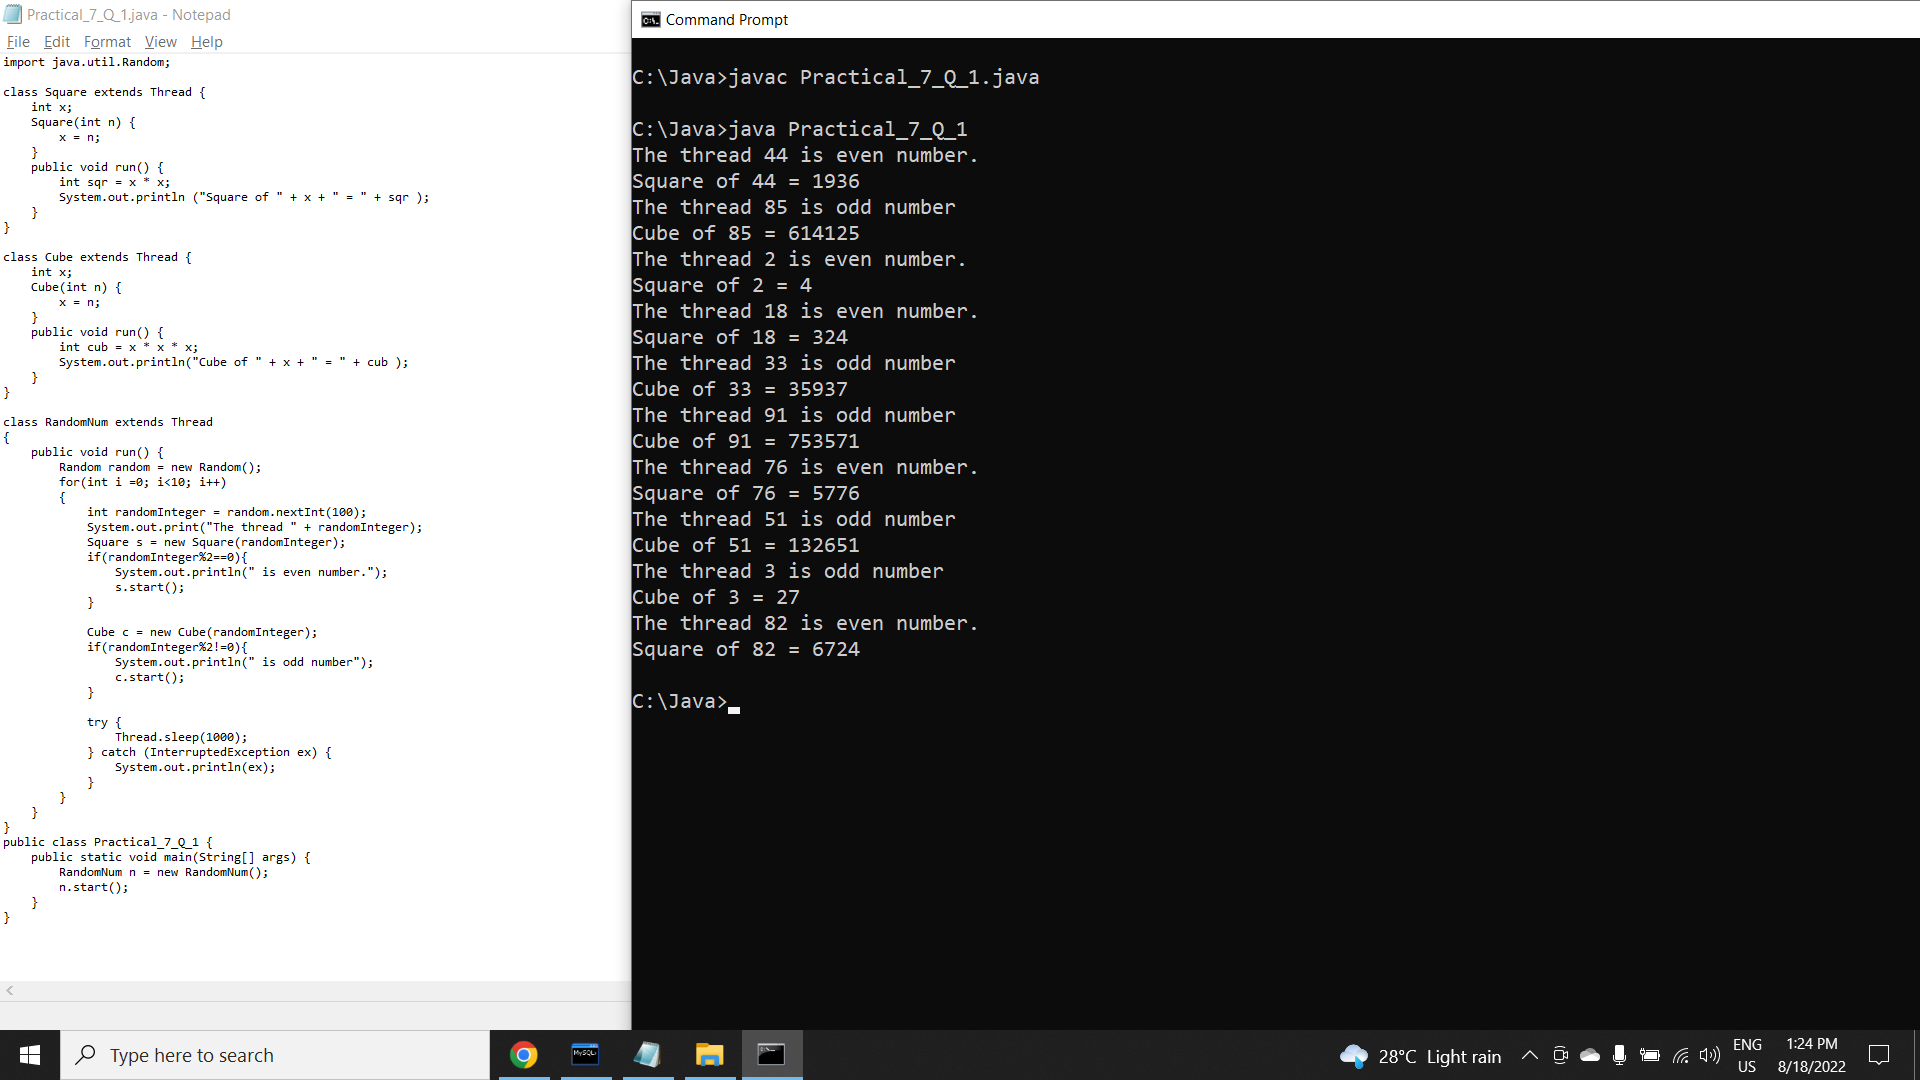 Practical_7_Q_1.java - Notepad
File Edit Format View Help
import java.util.Random;

class Square extends Thread {
    int x;
    Square(int n) {
        x = n;
    }
    public void run() {
        int sqr = x * x;
        System.out.println ("Square of " + x + " = " + sqr );
    }
}

class Cube extends Thread {
    int x;
    Cube(int n) {
        x = n;
    }
    public void run() {
        int cub = x * x * x;
        System.out.println("Cube of " + x + " = " + cub );
    }
}

class RandomNum extends Thread
{
    public void run() {
        Random random = new Random();
        for(int i =0; i<10; i++)
        {
            int randomInteger = random.nextInt(100);
            System.out.print("The thread " + randomInteger);
            Square s = new Square(randomInteger);
            if(randomInteger%2==0){
                System.out.println(" is even number.");
                s.start();
            }

            Cube c = new Cube(randomInteger);
            if(randomInteger%2!=0){
                System.out.println(" is odd number");
                c.start();
            }

            try {
                Thread.sleep(1000);
            } catch (InterruptedException ex) {
                System.out.println(ex);
            }
        }
    }
}
public class Practical_7_Q_1 {
    public static void main(String[] args) {
        RandomNum n = new RandomNum();
        n.start();
    }
}
Command Prompt
C:\Java>javac Practical_7_Q_1.java

C:\Java>java Practical_7_Q_1
The thread 44 is even number.
Square of 44 = 1936
The thread 85 is odd number
Cube of 85 = 614125
The thread 2 is even number.
Square of 2 = 4
The thread 18 is even number.
Square of 18 = 324
The thread 33 is odd number
Cube of 33 = 35937
The thread 91 is odd number
Cube of 91 = 753571
The thread 76 is even number.
Square of 76 = 5776
The thread 51 is odd number
Cube of 51 = 132651
The thread 3 is odd number
Cube of 3 = 27
The thread 82 is even number.
Square of 82 = 6724

C:\Java>
Type here to search
MySQL
28°C Light rain
ENG
US
1:24 PM
8/18/2022